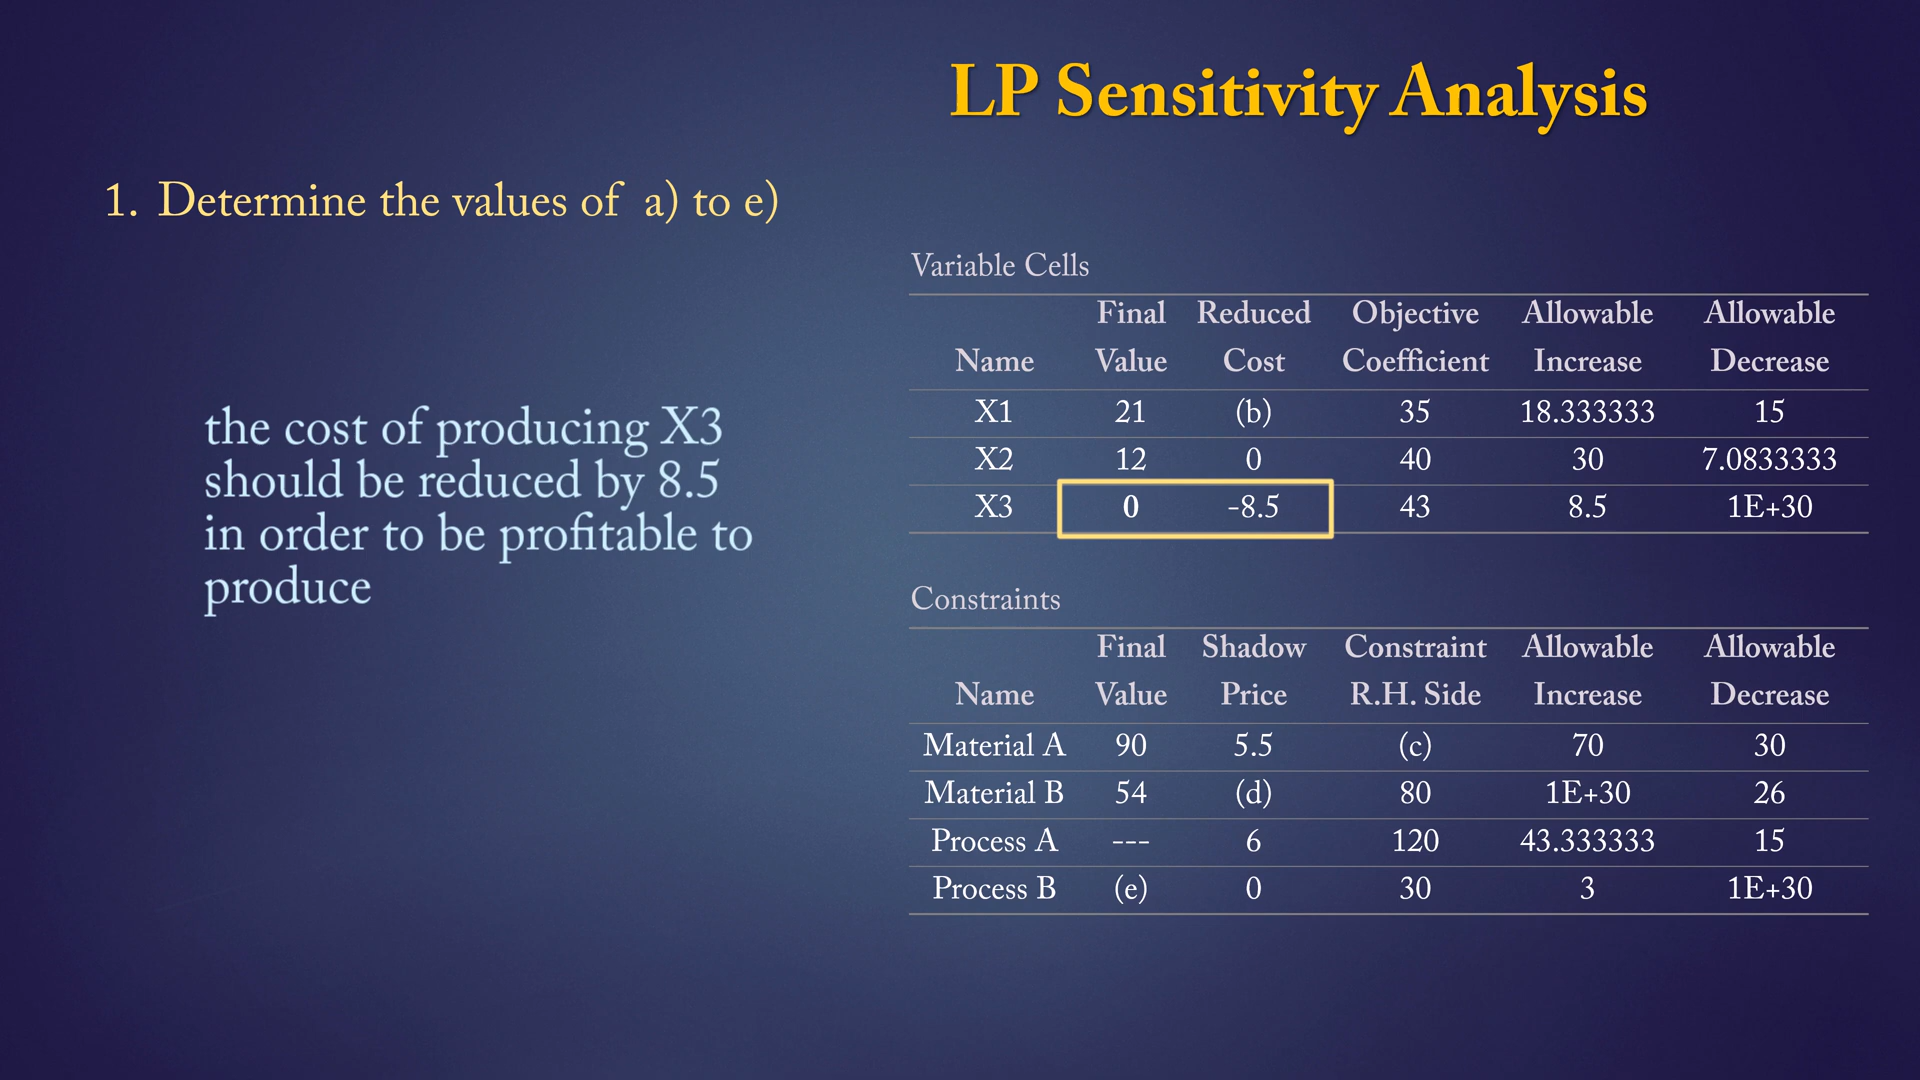 LP Sensitivity Analysis
1. Determine the values of a) to e)
the cost of producing X3
should be reduced by 8.5
in order to be profitable to
produce
Variable Cells
Final Reduced Objective Allowable Allowable
Name Value Cost Coefficient Increase Decrease
X1 21 (b) 35 18.333333 15
X2 12 0 40 30 7.0833333
X3 0 -8.5 43 8.5 1E+30
Constraints
Final Shadow Constraint Allowable Allowable
Name Value Price R.H. Side Increase Decrease
Material A 90 5.5 (c) 70 30
Material B 54 (d) 80 1E+30 26
Process A --- 6 120 43.333333 15
Process B (e) 0 30 3 1E+30